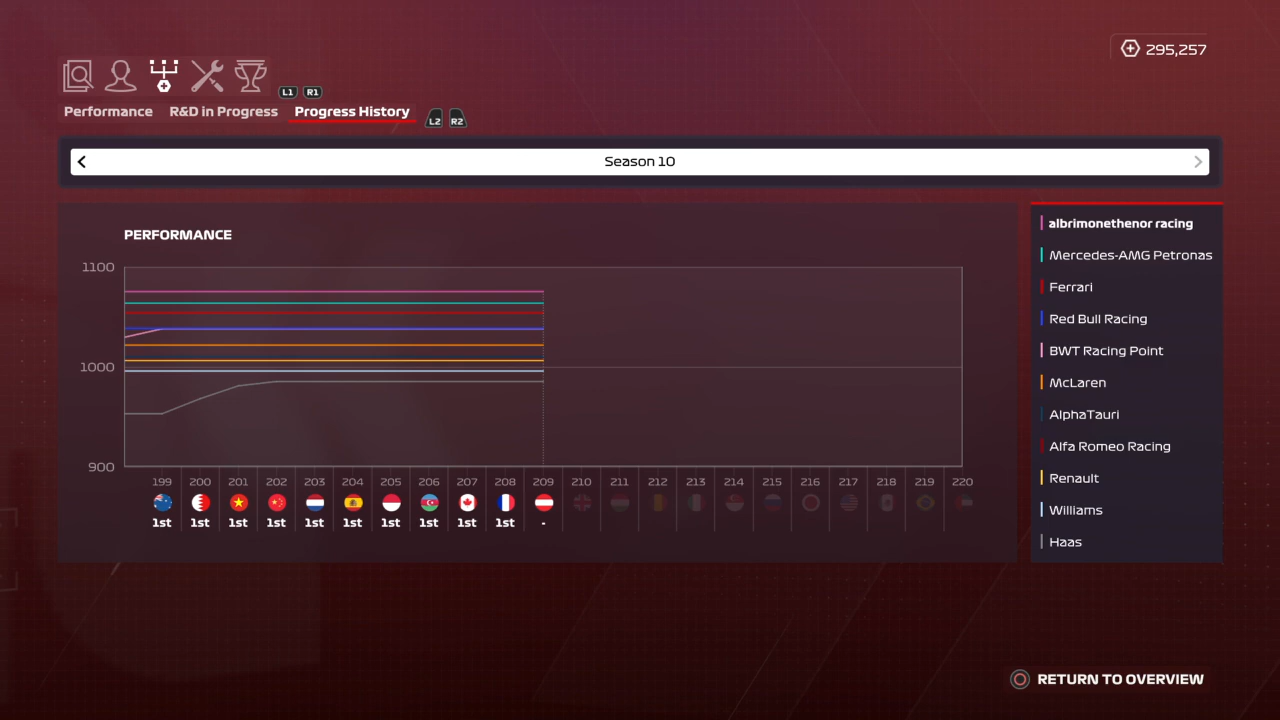 295,257
L1 R1
Performance R&D in Progress Progress History L2 R2
Season 10
PERFORMANCE
1100
1000
900
199 200 201 202 203 204 205 206 207 208 209 210 211 212 213 214 215 216 217 218 219 220
1st 1st 1st 1st 1st 1st 1st 1st 1st 1st -
albrimonethenor racing
Mercedes-AMG Petronas
Ferrari
Red Bull Racing
BWT Racing Point
McLaren
AlphaTauri
Alfa Romeo Racing
Renault
Williams
Haas
RETURN TO OVERVIEW